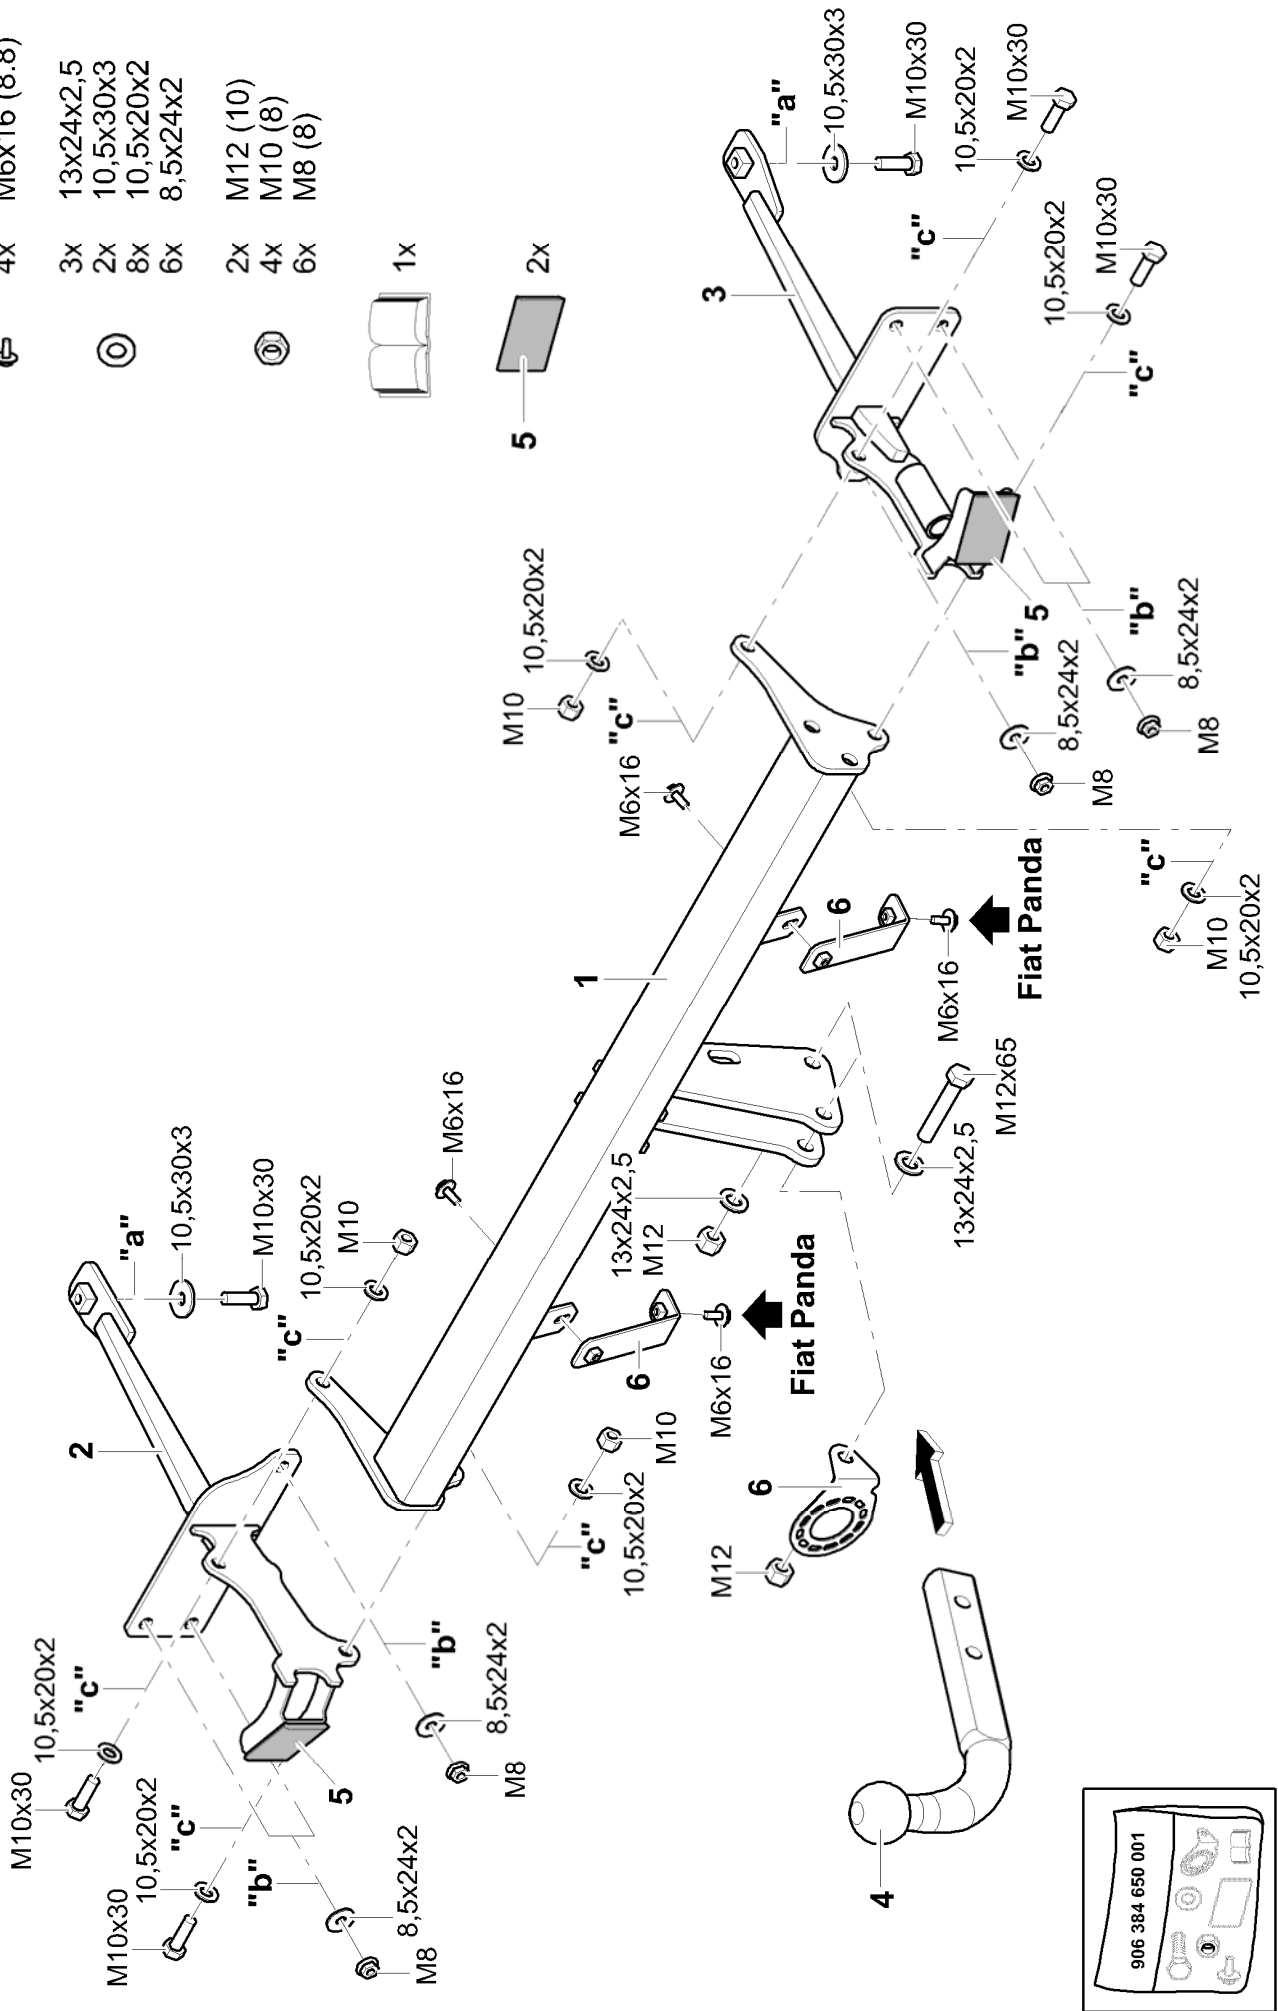 4x M6x16 (8.8)
3x 13x24x2,5
2x 10,5x30x3
8x 10,5x20x2
6x 8,5x24x2
2x M12 (10)
4x M10 (8)
6x M8 (8)
1x
5
2x
M10x30
10,5x20x2
"c"
M10x30
10,5x20x2
"c"
"b"
8,5x24x2
M8
5
"b"
8,5x24x2
M8
2
"a"
10,5x30x3
M10x30
10,5x20x2
M10
"c"
"c"
10,5x20x2
M10
M6x16
1
M6x16
6
M6x16
Fiat Panda
13x24x2,5
M12
M12
6
13x24x2,5
M12x65
6
M6x16
Fiat Panda
M10
10,5x20x2
"c"
"c"
M10
10,5x20x2
3
"a"
10,5x30x3
M10x30
"c"
10,5x20x2
M10x30
10,5x20x2
M10x30
"c"
"b"
5
8,5x24x2
M8
"b"
8,5x24x2
M8
4
906 384 650 001